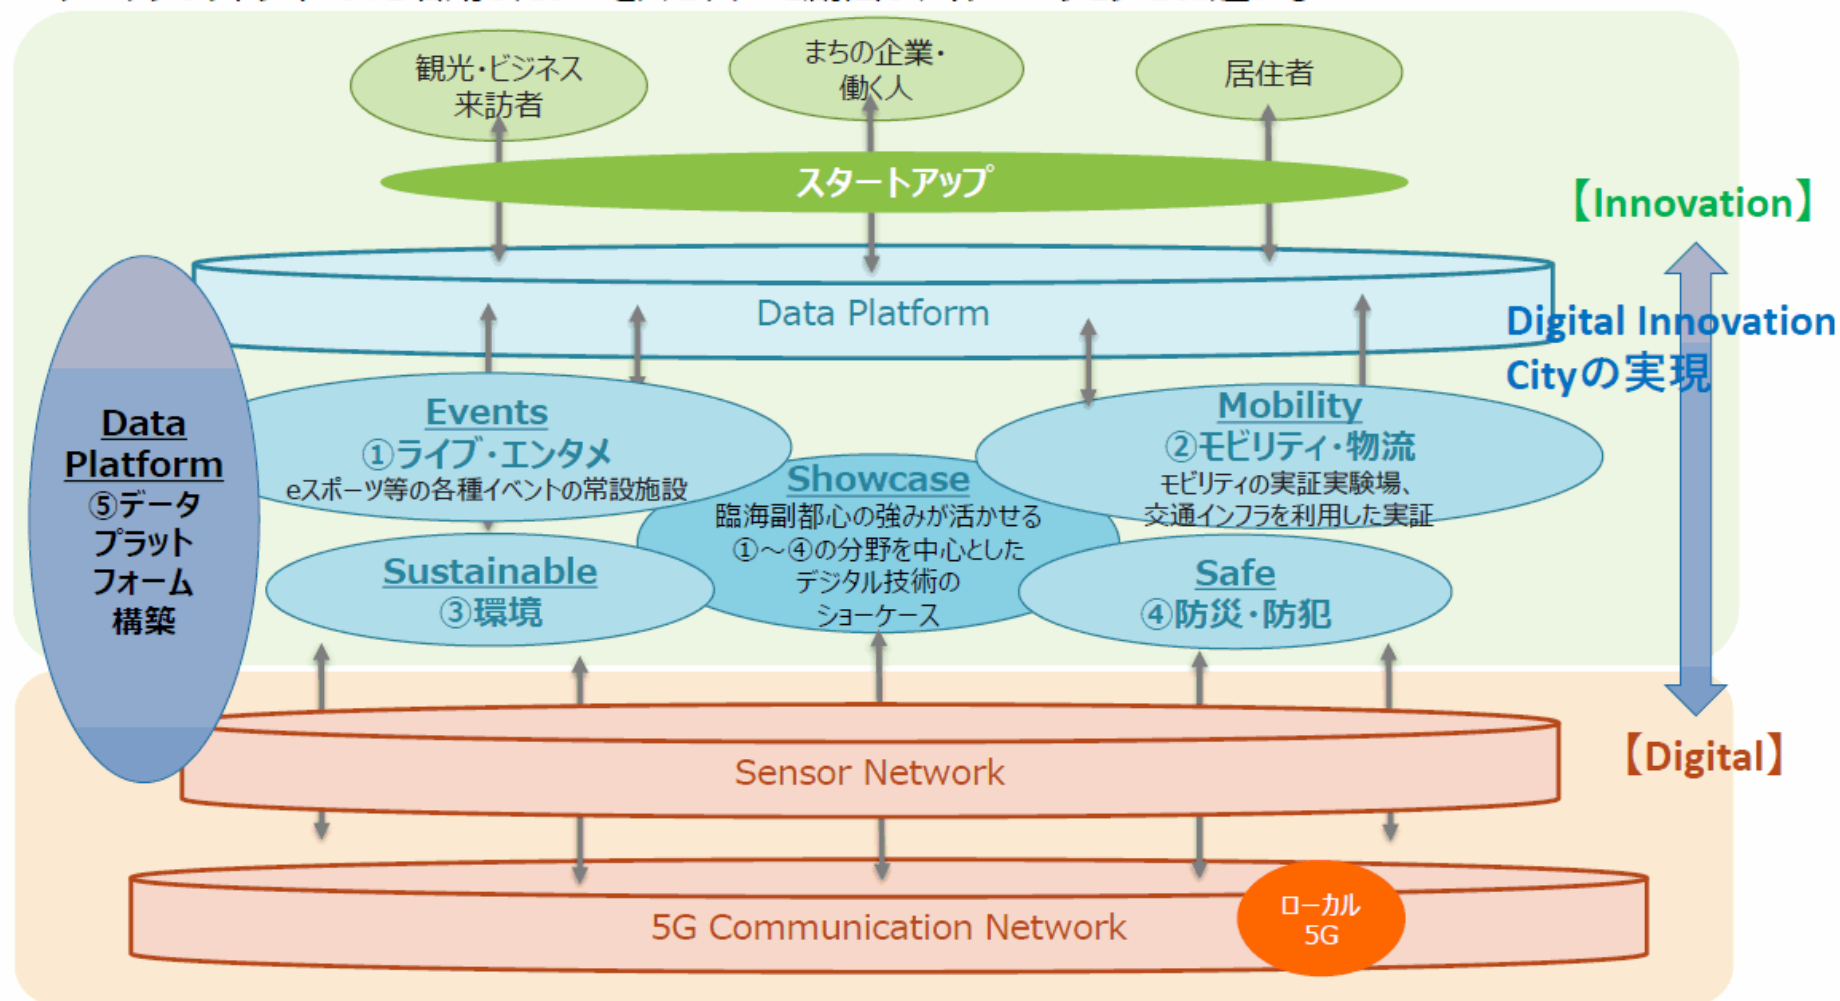 観光・ビジネス
来訪者
まちの企業・
働く人
居住者
スタートアップ
【Innovation】
Data Platform
Digital Innovation
Cityの実現
Data
Platform
⑤データ
プラット
フォーム
構築
Events
①ライブ・エンタメ
eスポーツ等の各種イベントの常設施設
Mobility
②モビリティ・物流
モビリティの実証実験場、
交通インフラを利用した実証
Showcase
臨海副都心の強みが活かせる
①～④の分野を中心とした
デジタル技術の
ショーケース
Sustainable
③環境
Safe
④防災・防犯
Sensor Network
【Digital】
5G Communication Network
ローカル
5G